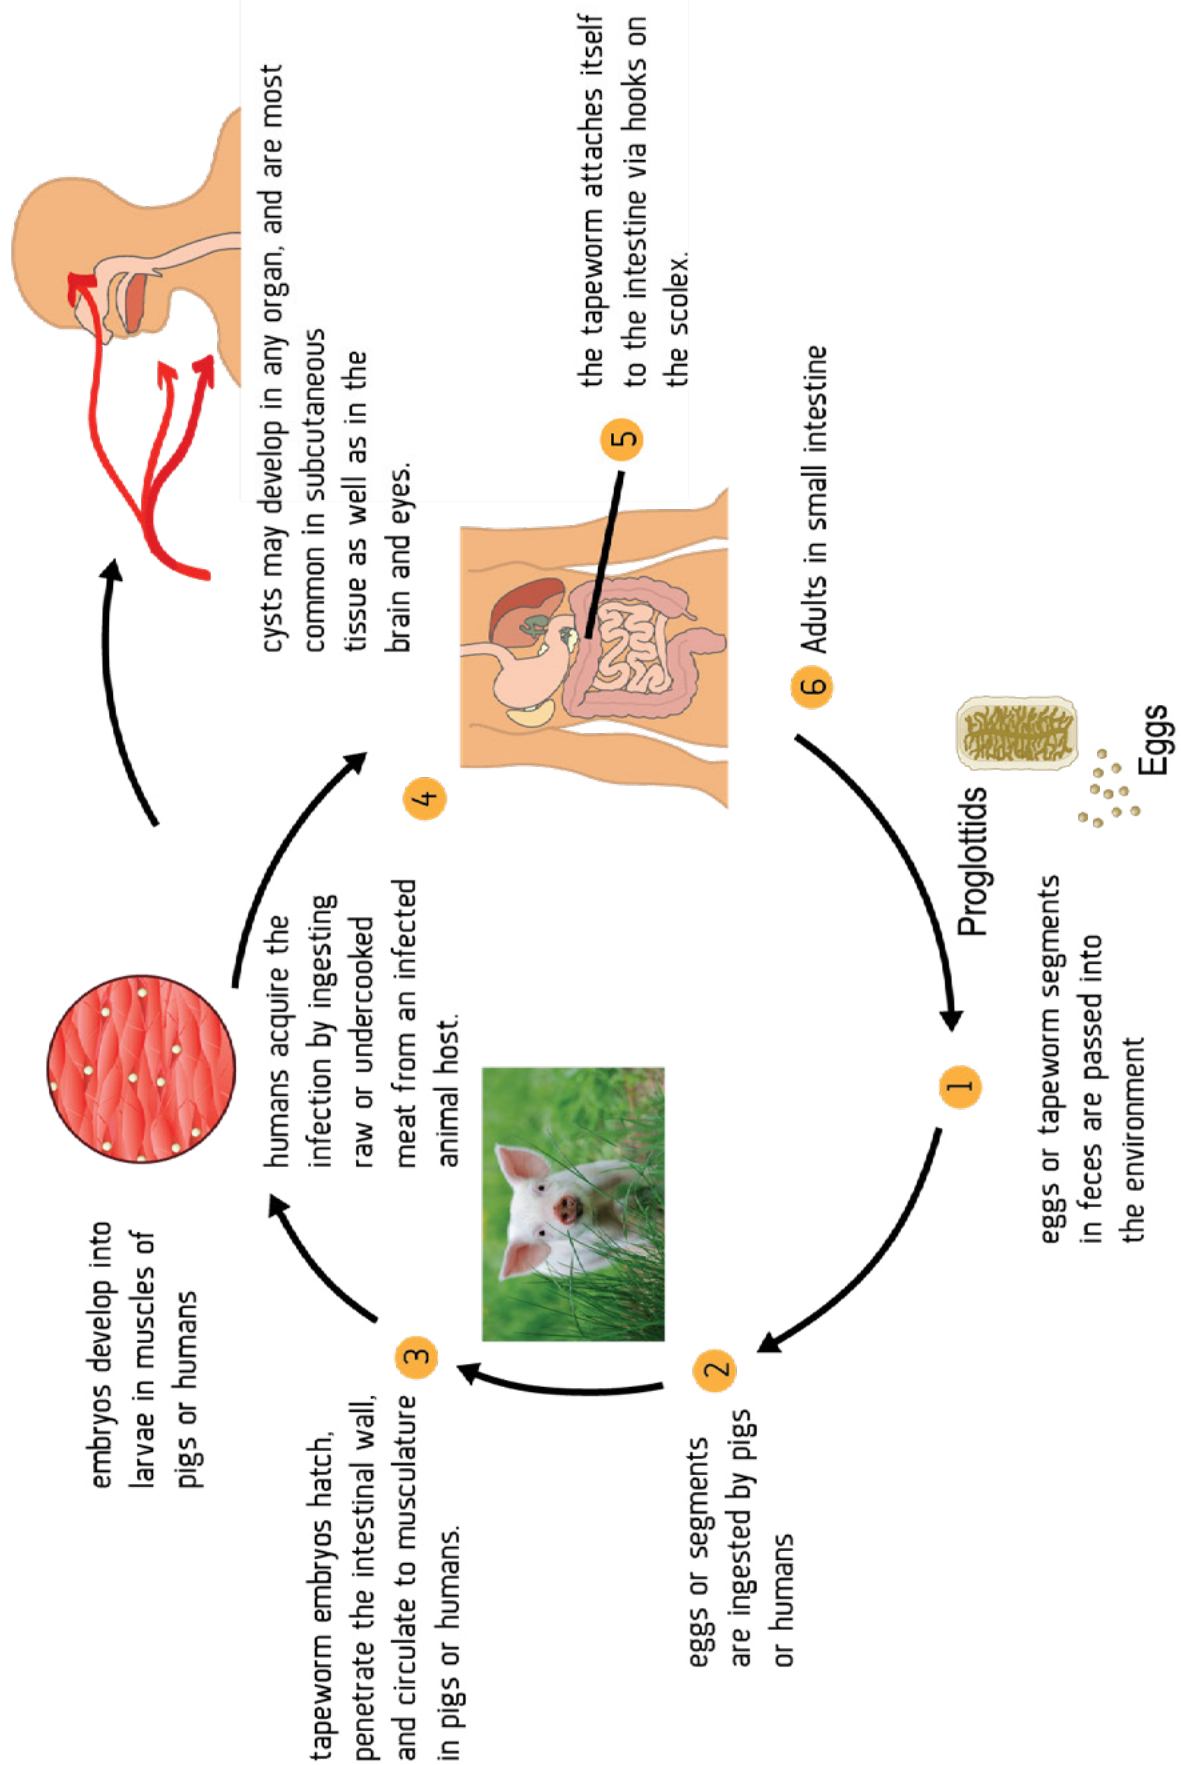 embryos develop into
larvae in muscles of
pigs or humans
cysts may develop in any organ, and are most
common in subcutaneous
tissue as well as in the
brain and eyes.
tapeworm embryos hatch,
penetrate the intestinal wall,
and circulate to musculature
in pigs or humans.
3
humans acquire the
infection by ingesting
raw or undercooked
meat from an infected
animal host.
4
5
the tapeworm attaches itself
to the intestine via hooks on
the scolex.
eggs or segments
are ingested by pigs
or humans
2
6
Adults in small intestine
1
Proglottids
eggs or tapeworm segments
in feces are passed into
the environment
Eggs